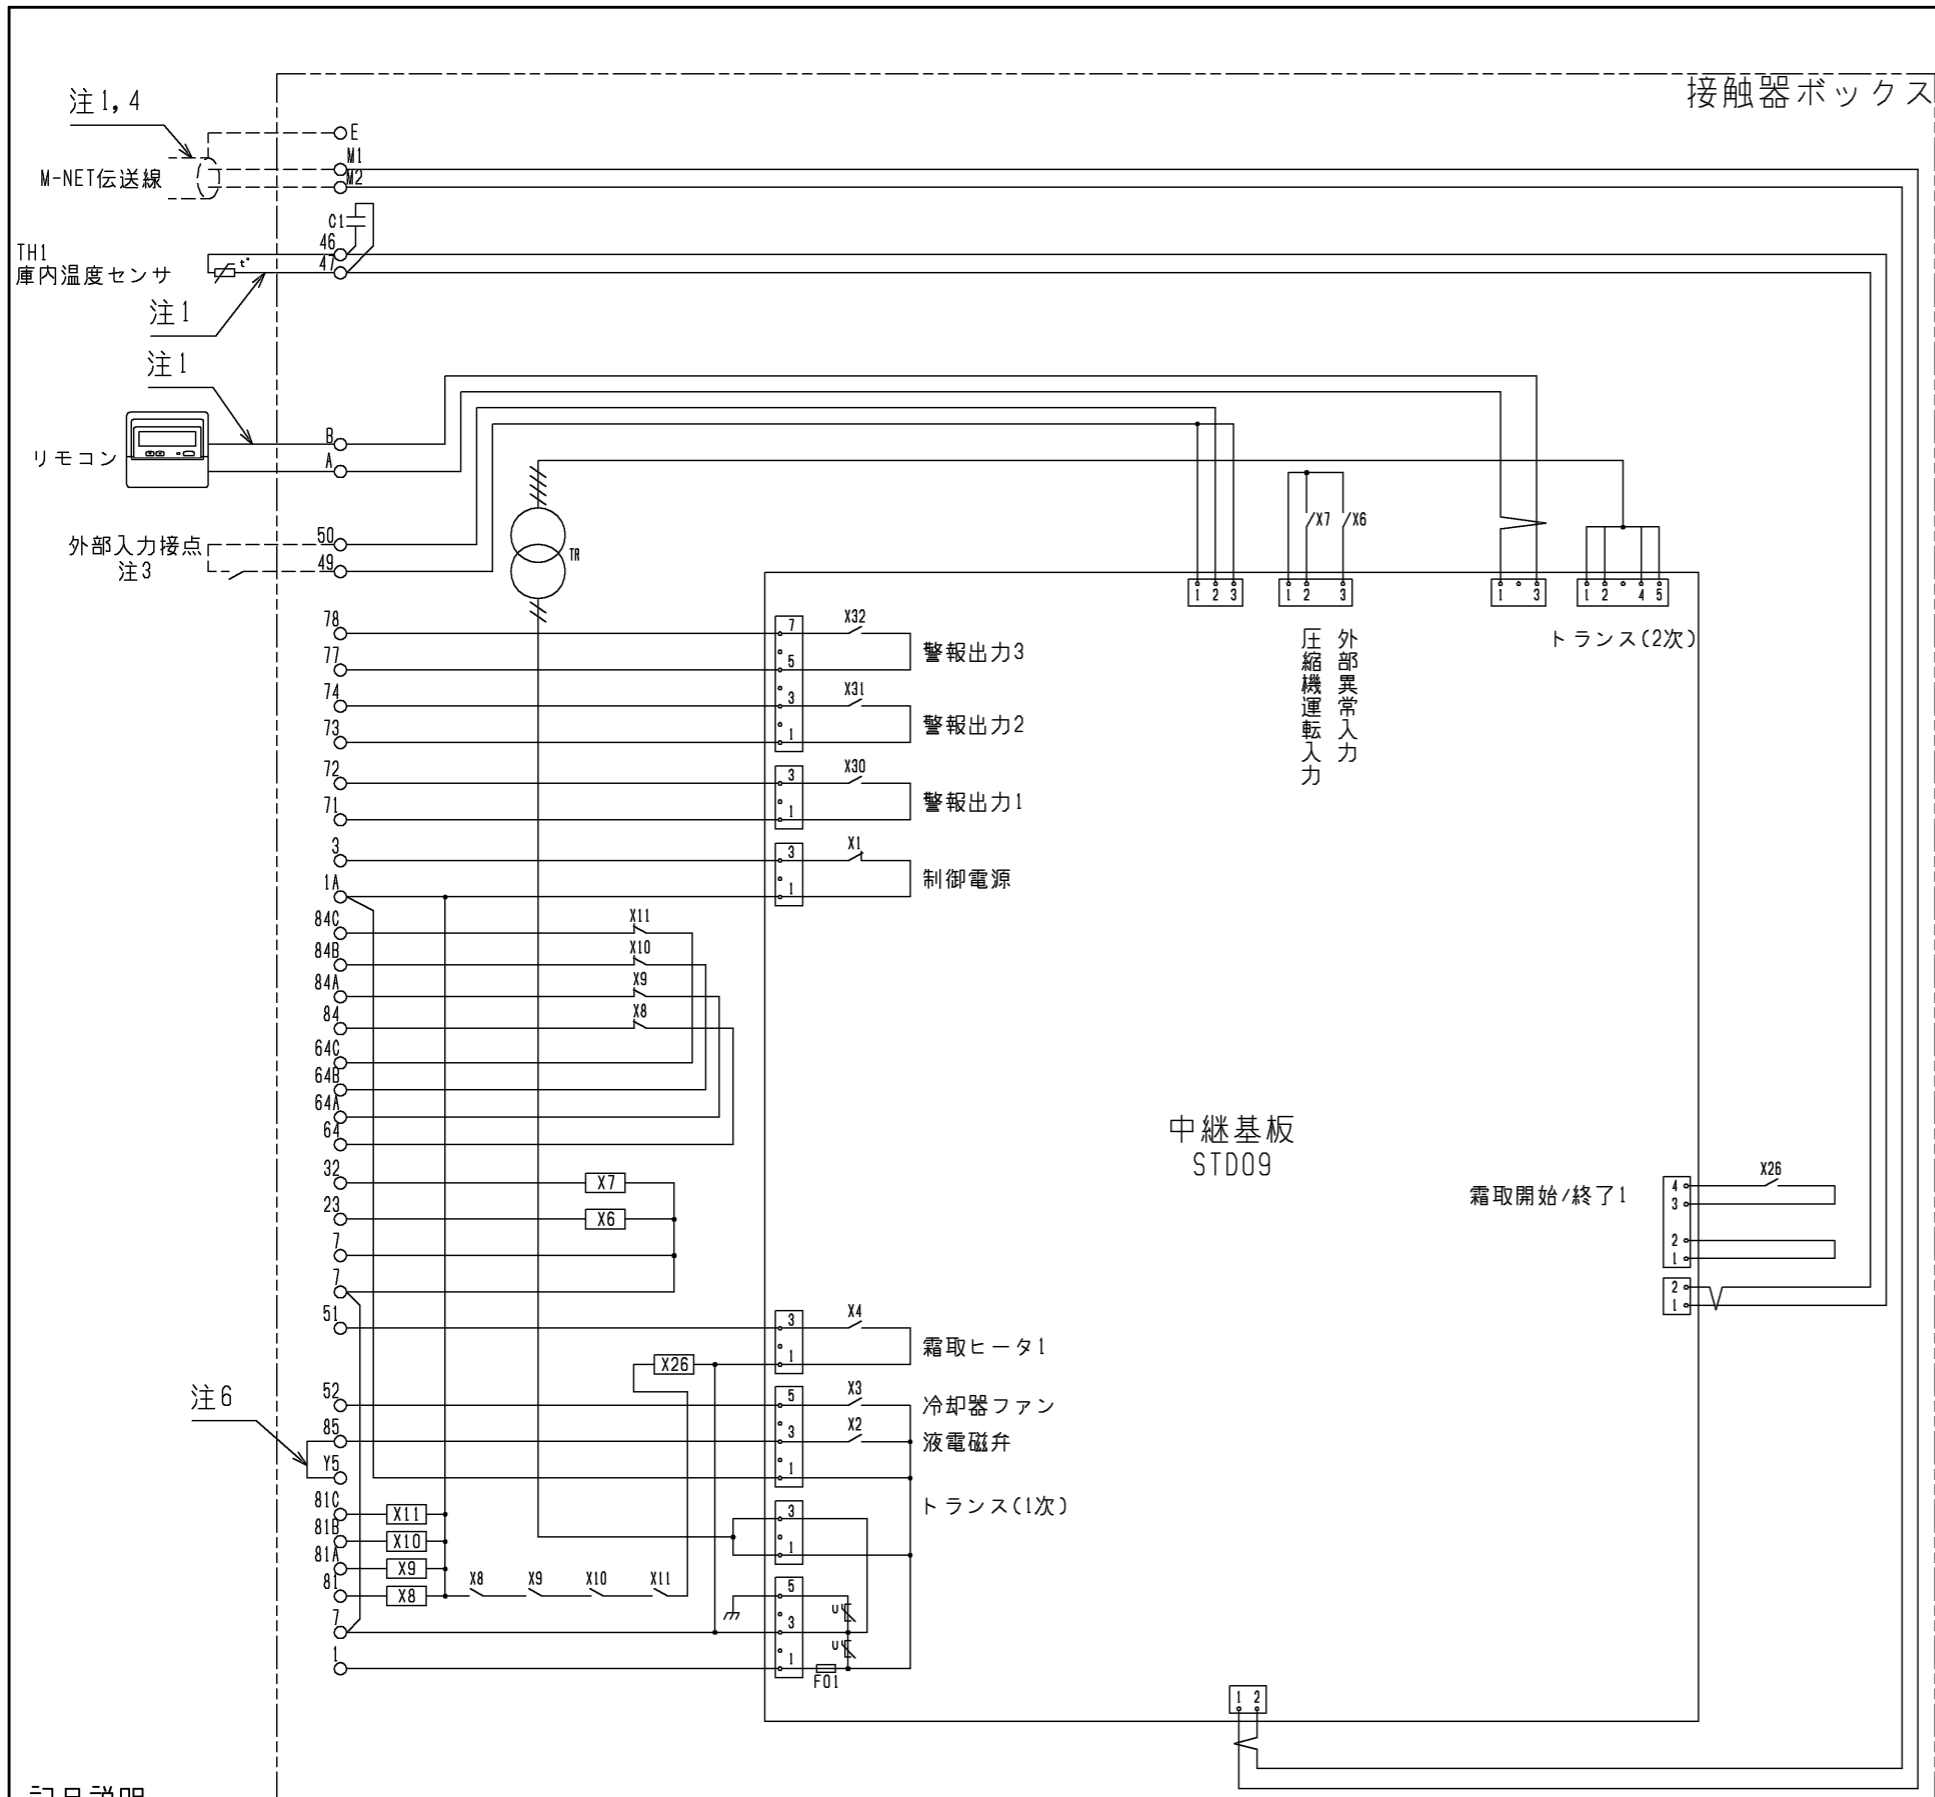 接触器ボックス
注1,4
E
M1
M2
M-NET伝送線
C1
46
47
TH1
庫内温度センサ
t°
注1
注1
B
A
リモコン
50
49
外部入力接点
注3
TR
X7
X6
1 2 3
1 2 3
1 3
1 2 4 5
圧縮機運転入力
外部異常入力
トランス(2次)
78
7
X32
警報出力3
77
5
74
3
X31
警報出力2
73
1
72
3
X30
警報出力1
71
1
3
3
X1
制御電源
1A
1
84C
X11
84B
X10
84A
X9
84
X8
64C
64B
64A
64
中継基板
STD09
32
X7
23
X6
7
7
霜取開始/終了1
X26
4
3
2
1
2
1
51
3
X4
霜取ヒータ1
X26
1
52
5
X3
冷却器ファン
85
3
X2
液電磁弁
Y5
1
注6
81C
X11
3
トランス(1次)
81B
X10
1
81A
X9
81
X8
X8
X9
X10
X11
5
U
7
3
U
1
1
F01
1 2